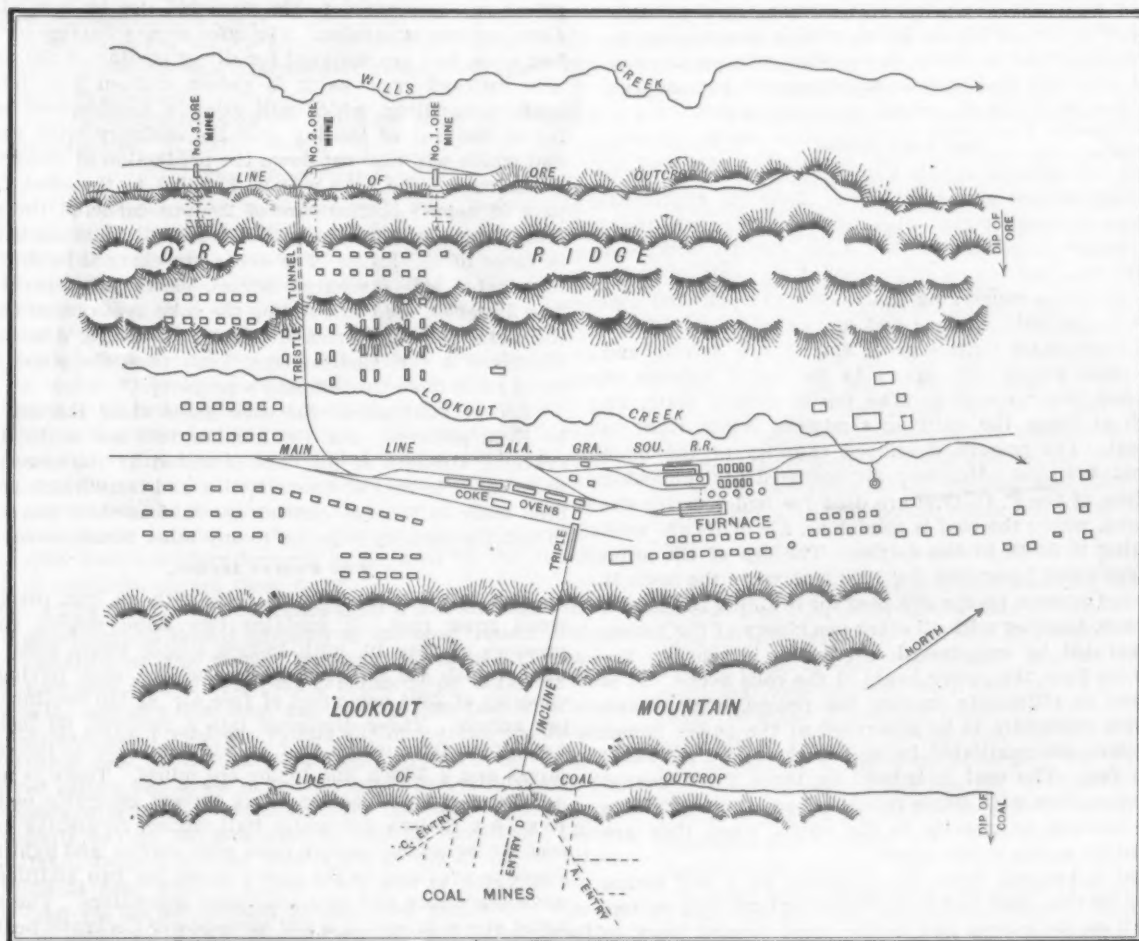 WILLS CREEK
NO. 3. ORE MINE
NO. 2. ORE MINE
NO. 1. ORE MINE
LINE OF ORE OUTCROP
DIP OF ORE
ORE RIDGE
TUNNEL
TRESTLE
LOOKOUT CREEK
MAIN LINE ALA. GRA. SOU. R.R.
COKE OVENS
FURNACE
TRIPLE
INCLINE
NORTH
LOOKOUT MOUNTAIN
LINE OF COAL OUTCROP
DIP OF COAL
"C" ENTRY
ENTRY D
"A" ENTRY
COAL MINES